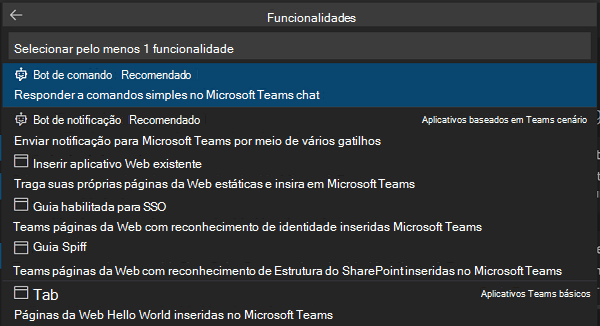 Funcionalidades
Selecionar pelo menos 1 funcionalidade
Bot de comando Recomendado
Responder a comandos simples no Microsoft Teams chat
Bot de notificação Recomendado Aplicativos baseados em Teams cenário
Enviar notificação para Microsoft Teams por meio de vários gatilhos
Inserir aplicativo Web existente
Traga suas próprias páginas da Web estáticas e insira em Microsoft Teams
Guia habilitada para SSO
Teams páginas da Web com reconhecimento de identidade inseridas Microsoft Teams
Guia Spiff
Teams páginas da Web com reconhecimento de Estrutura do SharePoint inseridas no Microsoft Teams
Tab Aplicativos Teams básicos
Páginas da Web Hello World inseridas no Microsoft Teams